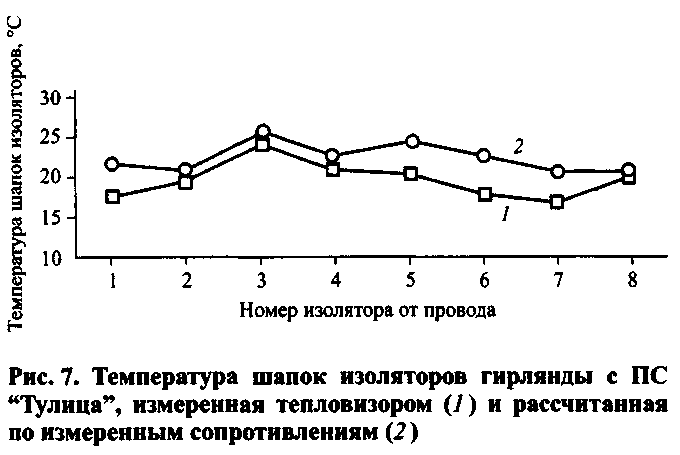 Температура шапок изоляторов, °С
30
25
20
15
10
2
1
1 2 3 4 5 6 7 8
Номер изолятора от провода
Рис. 7. Температура шапок изоляторов гирлянды с ПС
“Тулица”, измеренная тепловизором (1) и рассчитанная
по измеренным сопротивлениям (2)